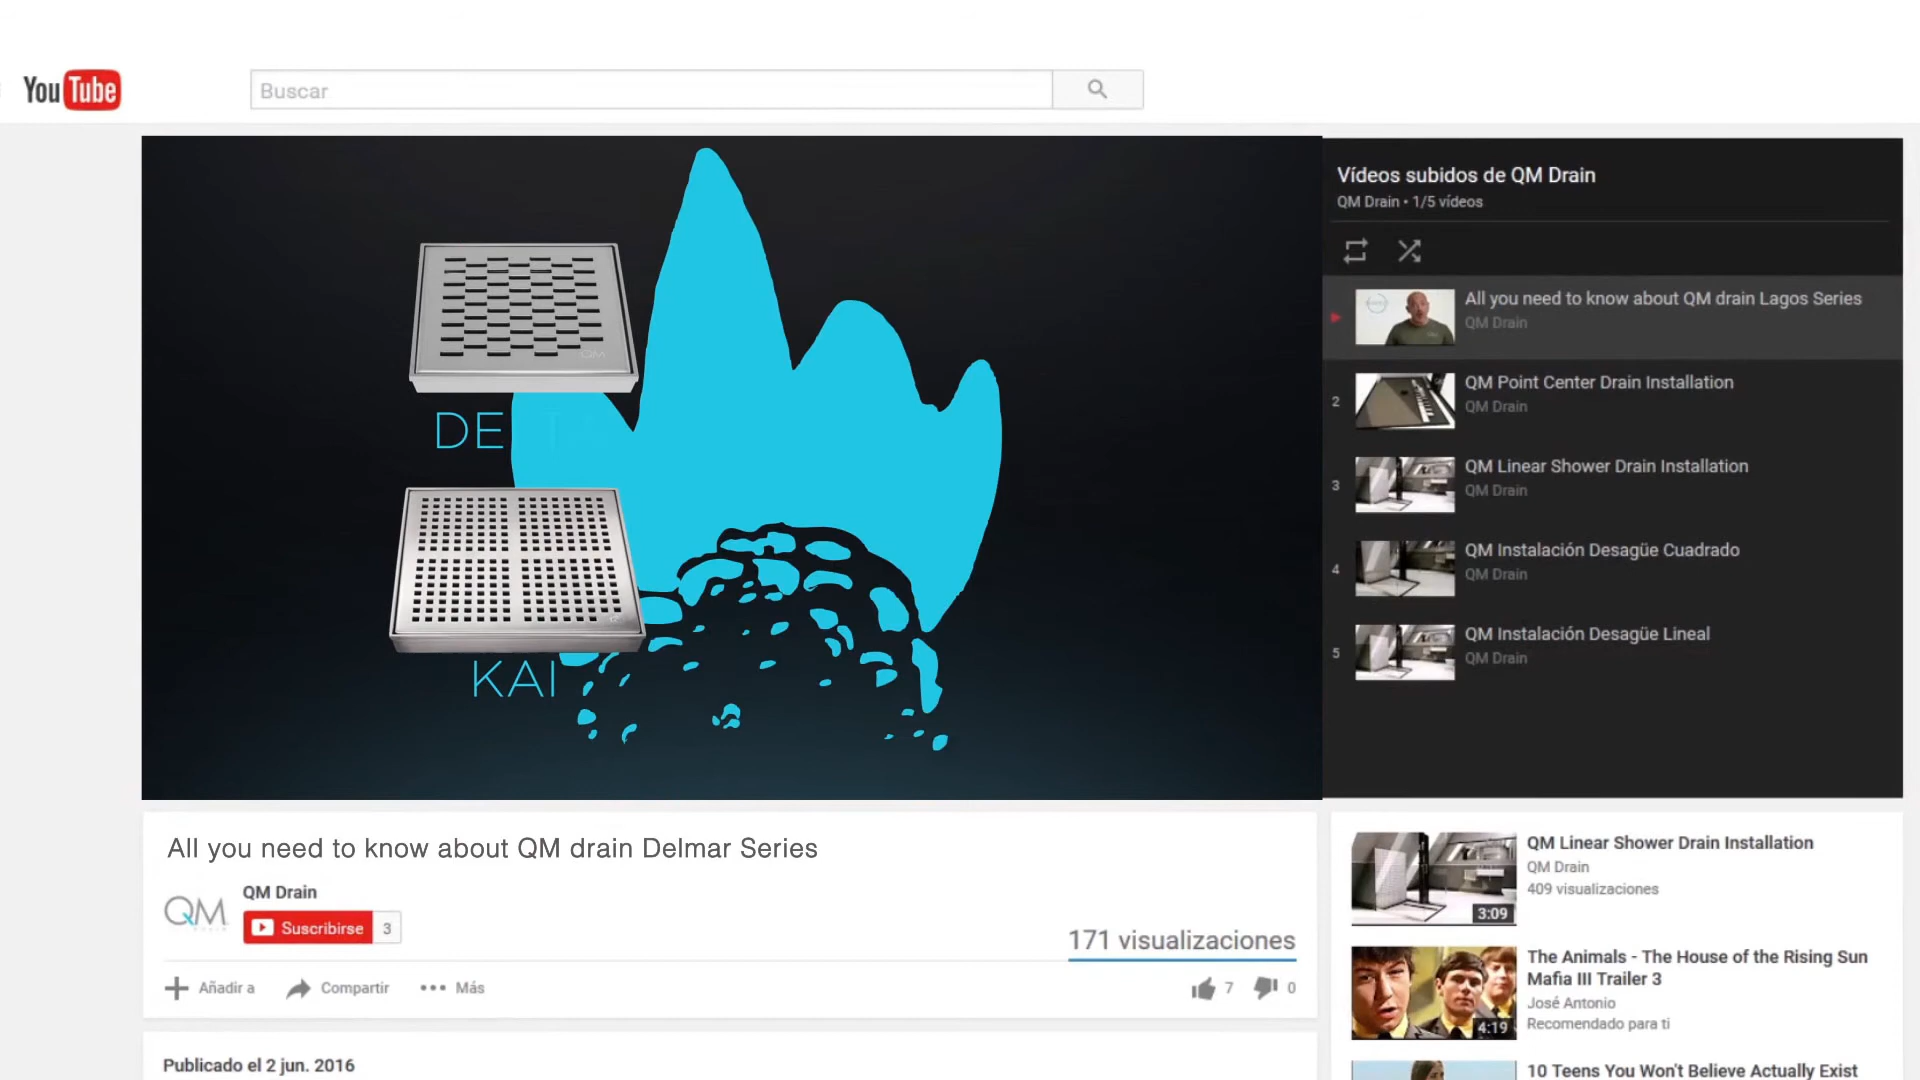 YouTube
Buscar
QM
DE
KAI
Vídeos subidos de QM Drain
QM Drain • 1/5 vídeos
All you need to know about QM drain Lagos Series
QM Drain
2
QM Point Center Drain Installation
QM Drain
3
QM Linear Shower Drain Installation
QM Drain
4
QM Instalación Desagüe Cuadrado
QM Drain
5
QM Instalación Desagüe Lineal
QM Drain
All you need to know about QM drain Delmar Series
QM
QM Drain
Suscribirse 3
171 visualizaciones
Añadir a Compartir Más
7 0
Publicado el 2 jun. 2016
QM Linear Shower Drain Installation
QM Drain
409 visualizaciones
3:09
The Animals - The House of the Rising Sun
Mafia III Trailer 3
José Antonio
Recomendado para ti
4:19
10 Teens You Won't Believe Actually Exist